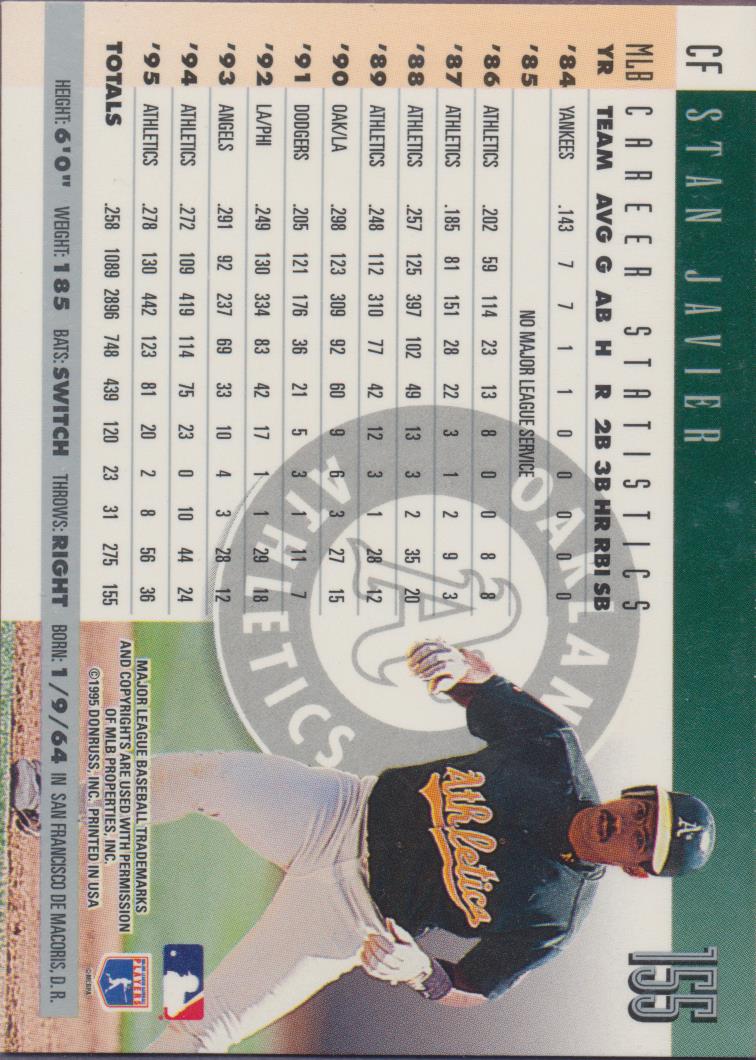 CF STAN JAVIER 155
MLB CAREER STATISTICS
YR TEAM AVG G AB H R 2B 3B HR RBI SB
'84 YANKEES .143 7 7 1 1 0 0 0 0 0
'85 NO MAJOR LEAGUE SERVICE
'86 ATHLETICS .202 59 114 23 13 8 0 0 8 8
'87 ATHLETICS .185 81 151 28 22 3 1 2 9 3
'88 ATHLETICS .257 125 397 102 49 13 3 2 35 20
'89 ATHLETICS .248 112 310 77 42 12 3 1 28 12
'90 OAK/LA .298 123 309 92 60 9 6 3 27 15
'91 DODGERS .205 121 176 36 21 5 3 1 11 7
'92 LA/PHI .249 130 334 83 42 17 1 1 29 18
'93 ANGELS .291 92 237 69 33 10 4 3 28 12
'94 ATHLETICS .272 109 419 114 75 23 0 10 44 24
'95 ATHLETICS .278 130 442 123 81 20 2 8 56 36
TOTALS .258 1089 2896 748 439 120 23 31 275 155
OAKLAND
A
ATHLETICS
A's
Athletics
MAJOR LEAGUE BASEBALL TRADEMARKS
AND COPYRIGHTS ARE USED WITH PERMISSION
OF MLB PROPERTIES, INC.
©1995 DONRUSS, INC. PRINTED IN USA
MAJOR LEAGUE BASEBALL
PLAYERS
©MLBPA
HEIGHT: 6'0" WEIGHT: 185 BATS: SWITCH THROWS: RIGHT BORN: 1/9/64 IN SAN FRANCISCO DE MACORIS, D.R.